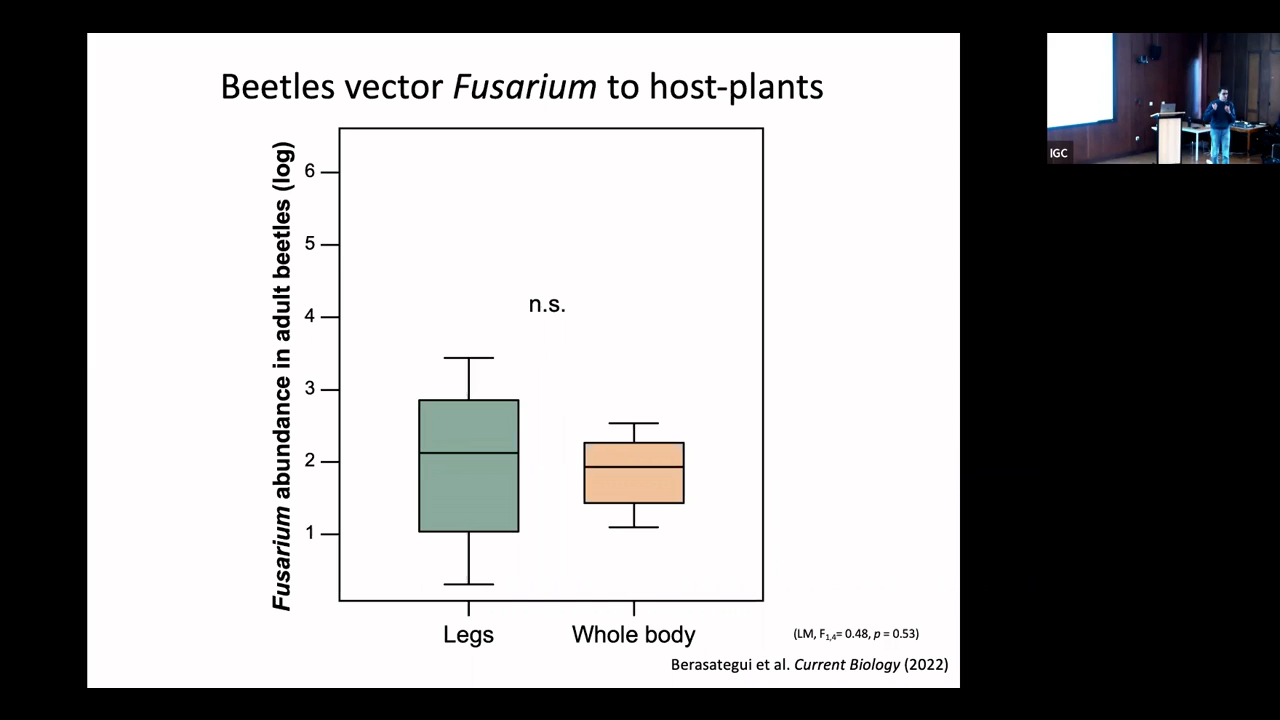 Beetles vector Fusarium to host-plants
Fusarium abundance in adult beetles (log)
6
5
4
3
2
1
n.s.
Legs
Whole body
(LM, F1,4= 0.48, p = 0.53)
Berasategui et al. Current Biology (2022)
IGC